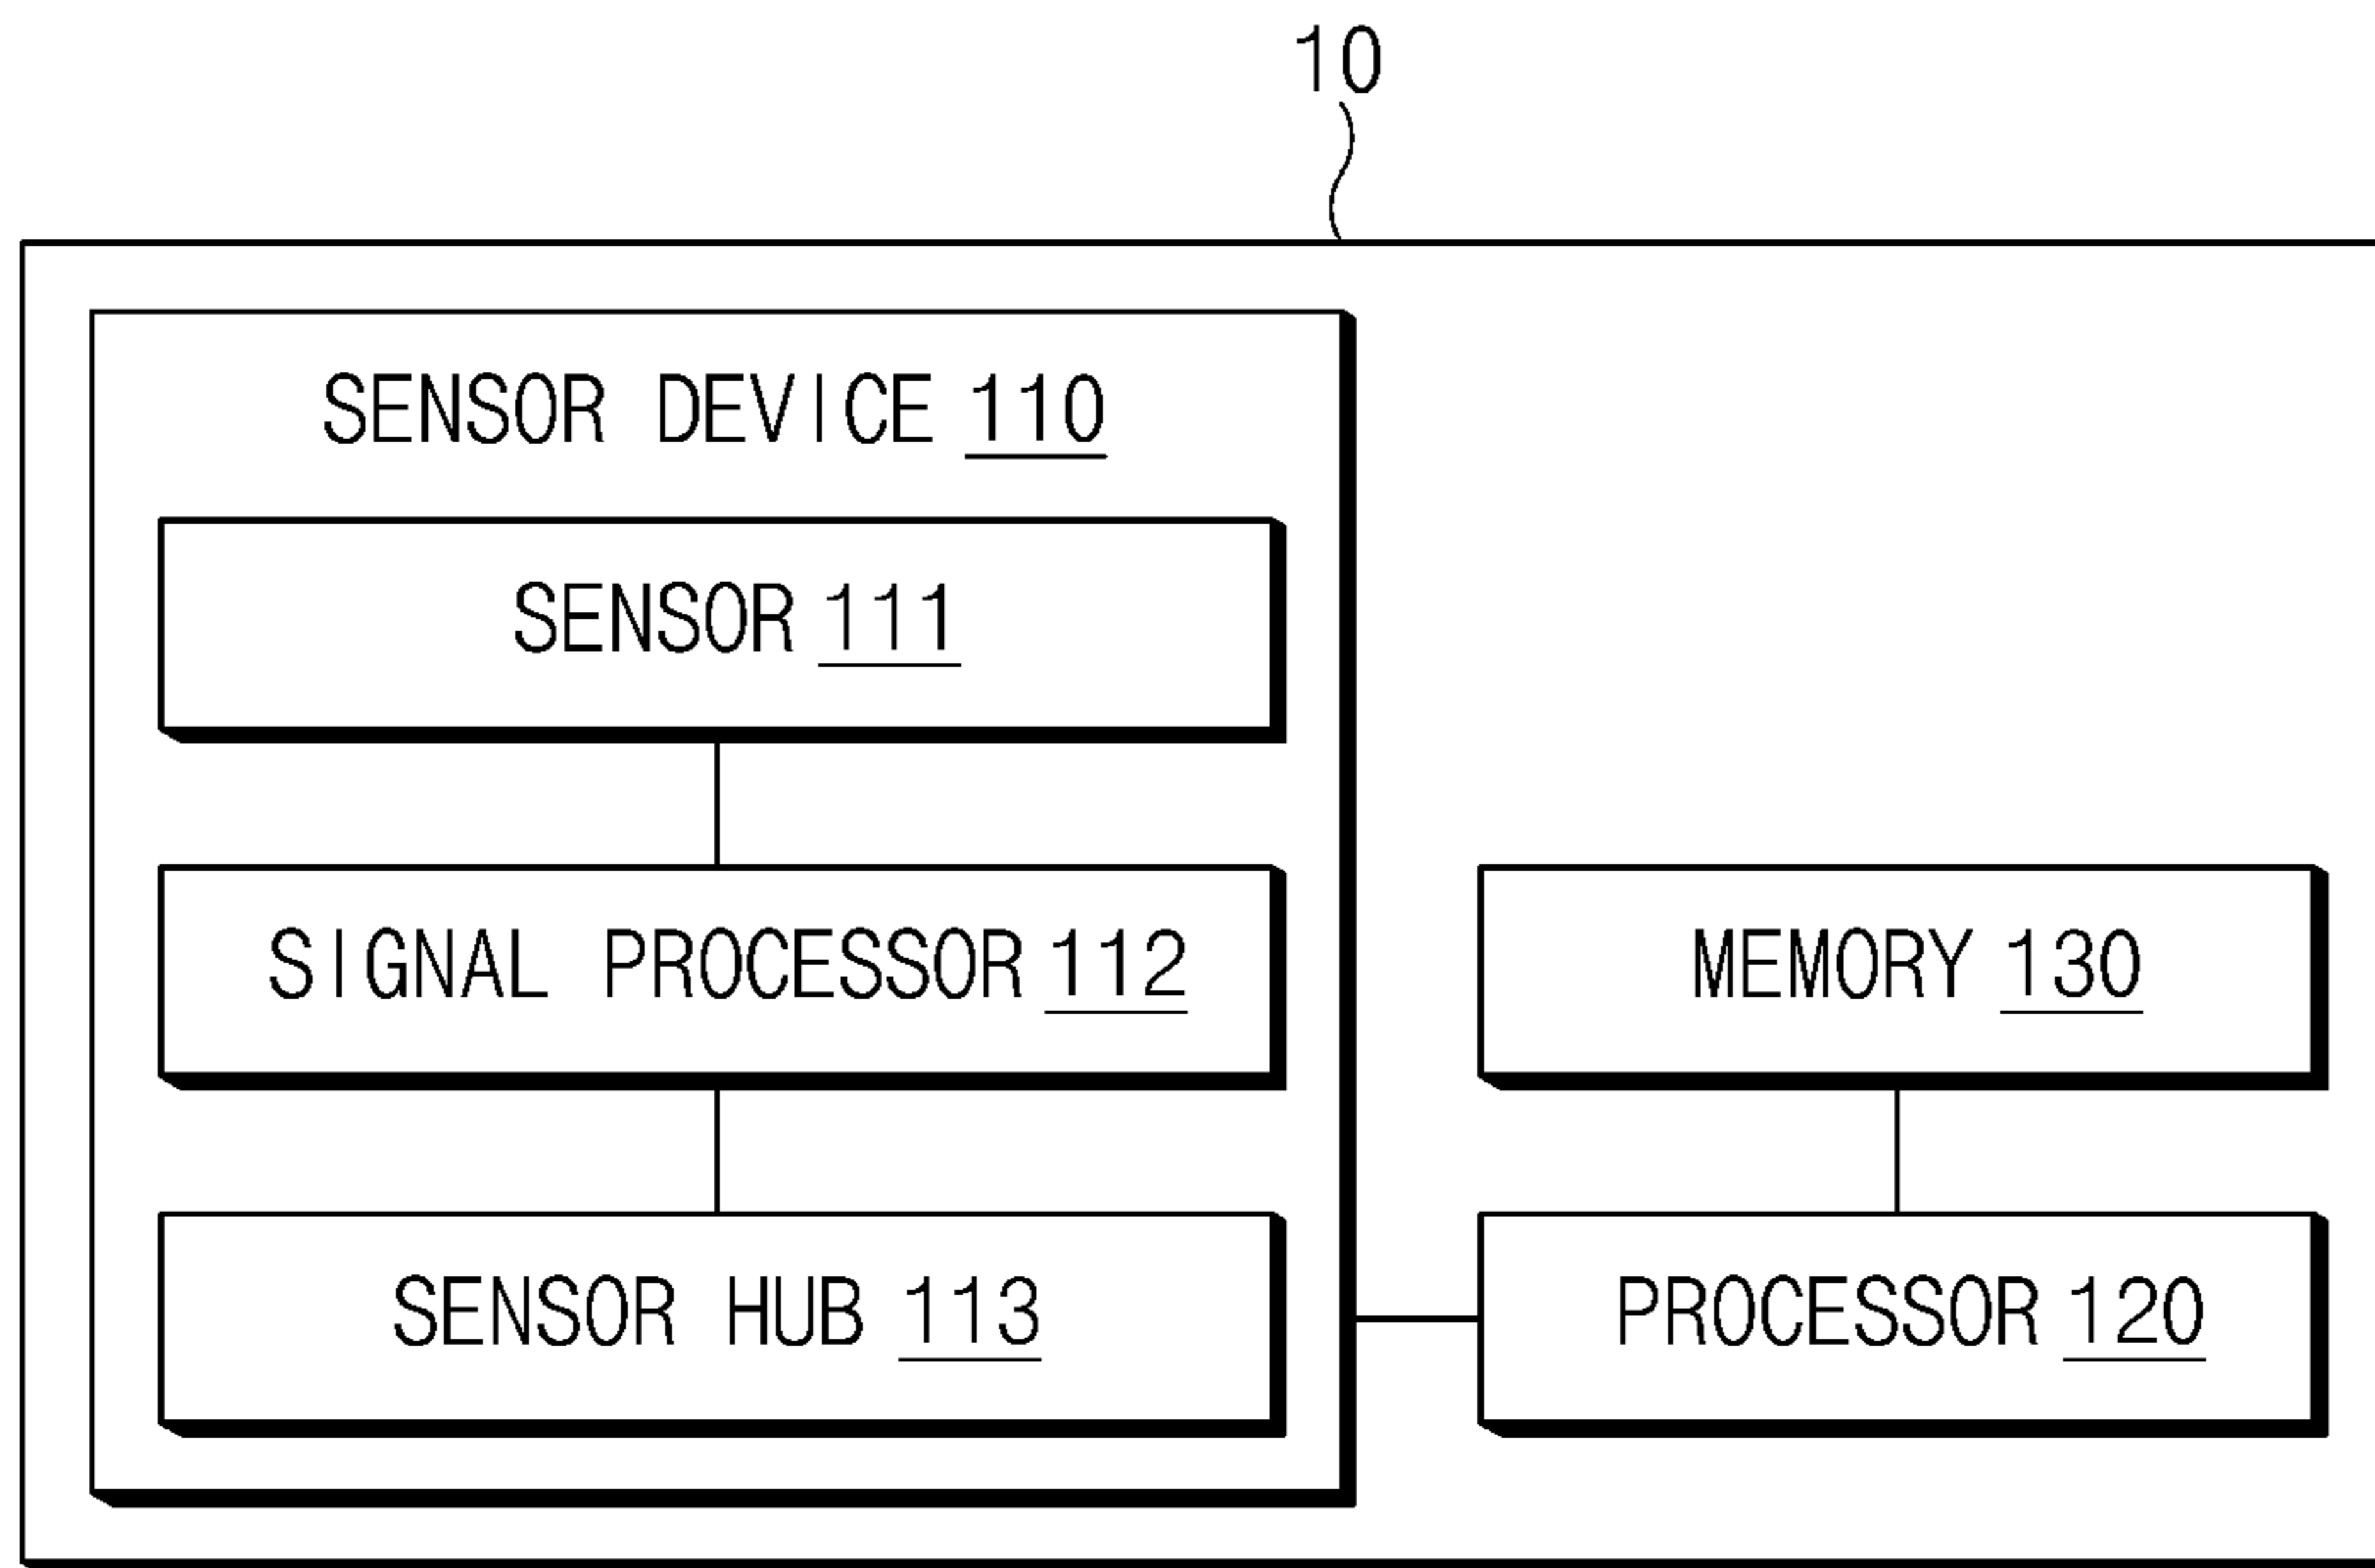 10
SENSOR DEVICE 110
SENSOR 111
SIGNAL PROCESSOR 112
SENSOR HUB 113
MEMORY 130
PROCESSOR 120